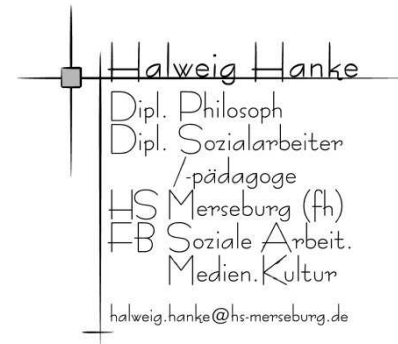 Halweig Hanke
Dipl. Philosoph
Dipl. Sozialarbeiter
/-pädagoge
HS Merseburg (fh)
FB Soziale Arbeit.
Medien.Kultur
halweig.hanke@hs-merseburg.de